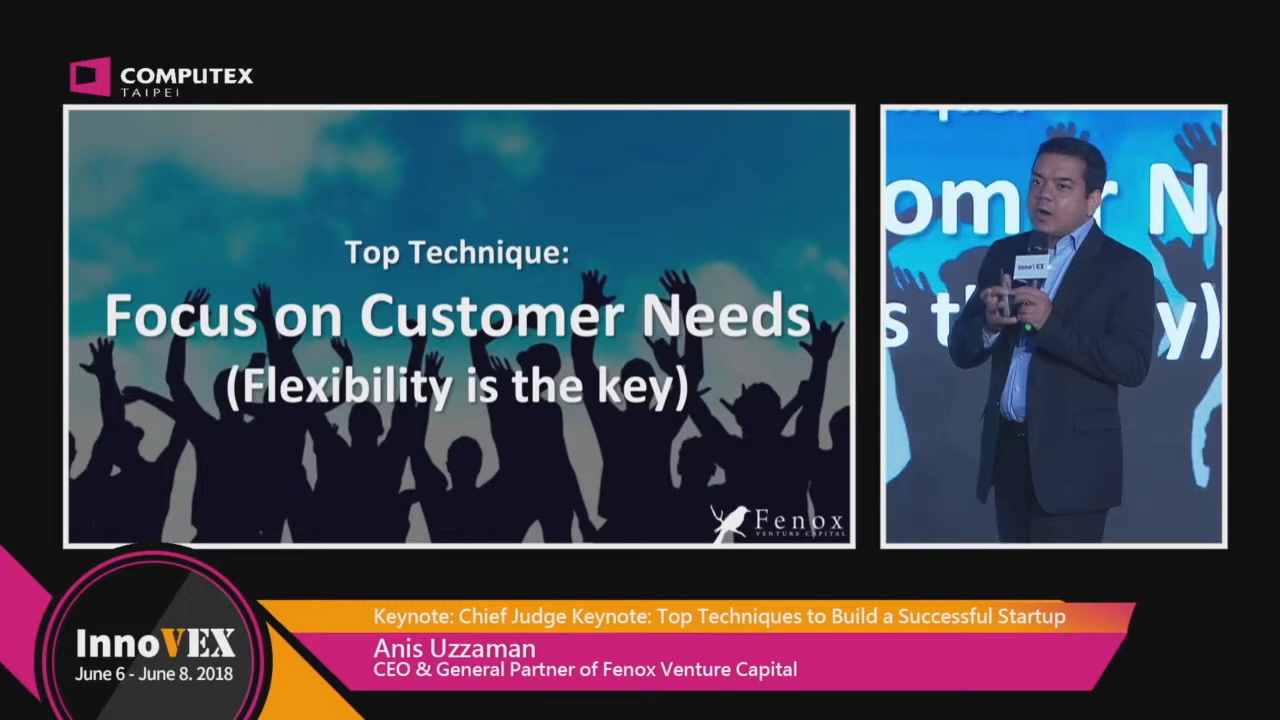 COMPUTEX
TAIPEI
Top Technique:
Focus on Customer Needs
(Flexibility is the key)
Fenox
VENTURE CAPITAL
InnoVEX
InnoVEX
June 6 - June 8. 2018
Keynote: Chief Judge Keynote: Top Techniques to Build a Successful Startup
Anis Uzzaman
CEO & General Partner of Fenox Venture Capital